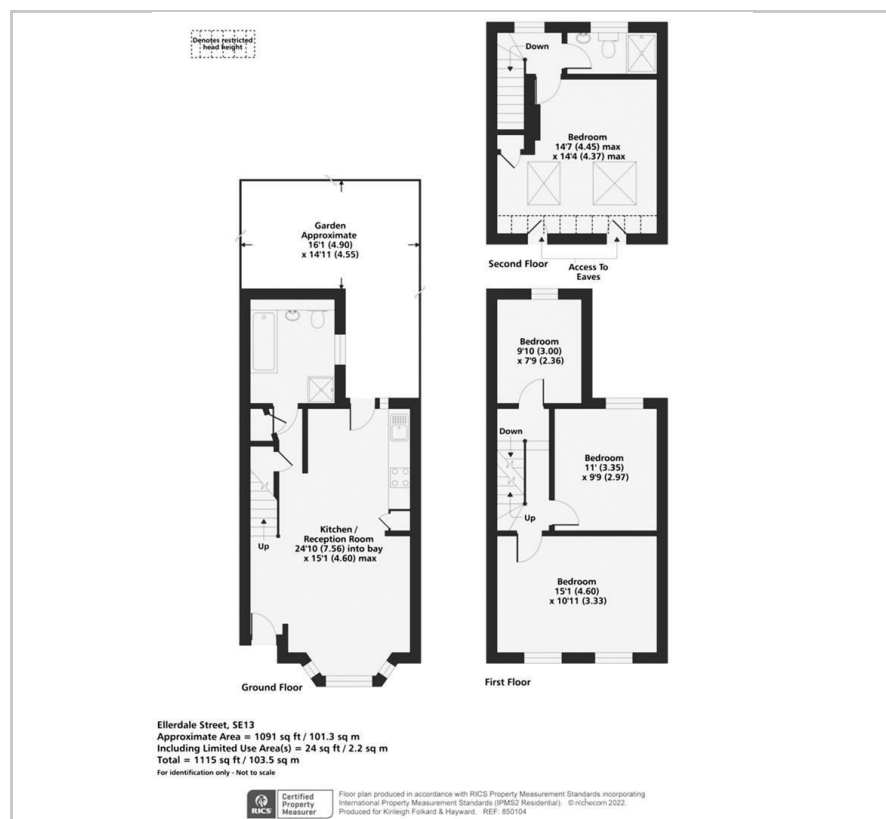 Denotes restricted
head height
Down
Bedroom
14'7 (4.45) max
x 14'4 (4.37) max
Second Floor
Access To
Eaves
Garden
Approximate
16'1 (4.90)
x 14'11 (4.55)
Kitchen /
Reception Room
24'10 (7.56) into bay
x 15'1 (4.60) max
Up
Ground Floor
Bedroom
9'10 (3.00)
x 7'9 (2.36)
Down
Bedroom
11' (3.35)
x 9'9 (2.97)
Up
Bedroom
15'1 (4.60)
x 10'11 (3.33)
First Floor
Ellerdale Street, SE13
Approximate Area = 1091 sq ft / 101.3 sq m
Including Limited Use Area(s) = 24 sq ft / 2.2 sq m
Total = 1115 sq ft / 103.5 sq m
For identification only - Not to scale
RICS
Certified
Property
Measurer
Floor plan produced in accordance with RICS Property Measurement Standards incorporating
International Property Measurement Standards (IPMS2 Residential). © nichecom 2022.
Produced for Kinleigh Folkard & Hayward. REF: 850104